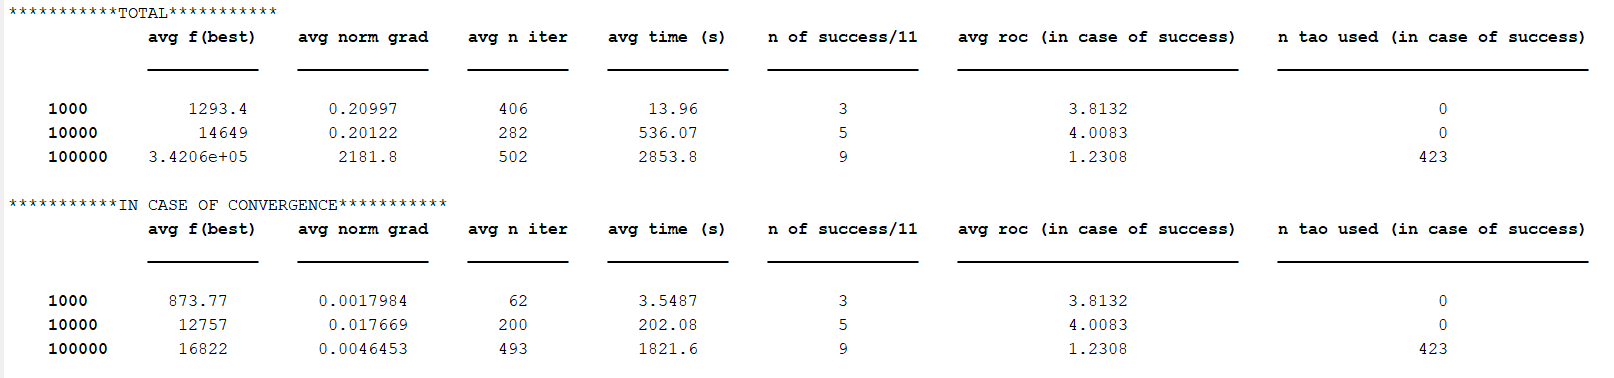 ***********TOTAL***********
avg f(best) avg norm grad avg n iter avg time (s) n of success/11 avg roc (in case of success) n tao used (in case of success)
1000 1293.4 0.20997 406 13.96 3 3.8132 0
10000 14649 0.20122 282 536.07 5 4.0083 0
100000 3.4206e+05 2181.8 502 2853.8 9 1.2308 423
***********IN CASE OF CONVERGENCE***********
avg f(best) avg norm grad avg n iter avg time (s) n of success/11 avg roc (in case of success) n tao used (in case of success)
1000 873.77 0.0017984 62 3.5487 3 3.8132 0
10000 12757 0.017669 200 202.08 5 4.0083 0
100000 16822 0.0046453 493 1821.6 9 1.2308 423